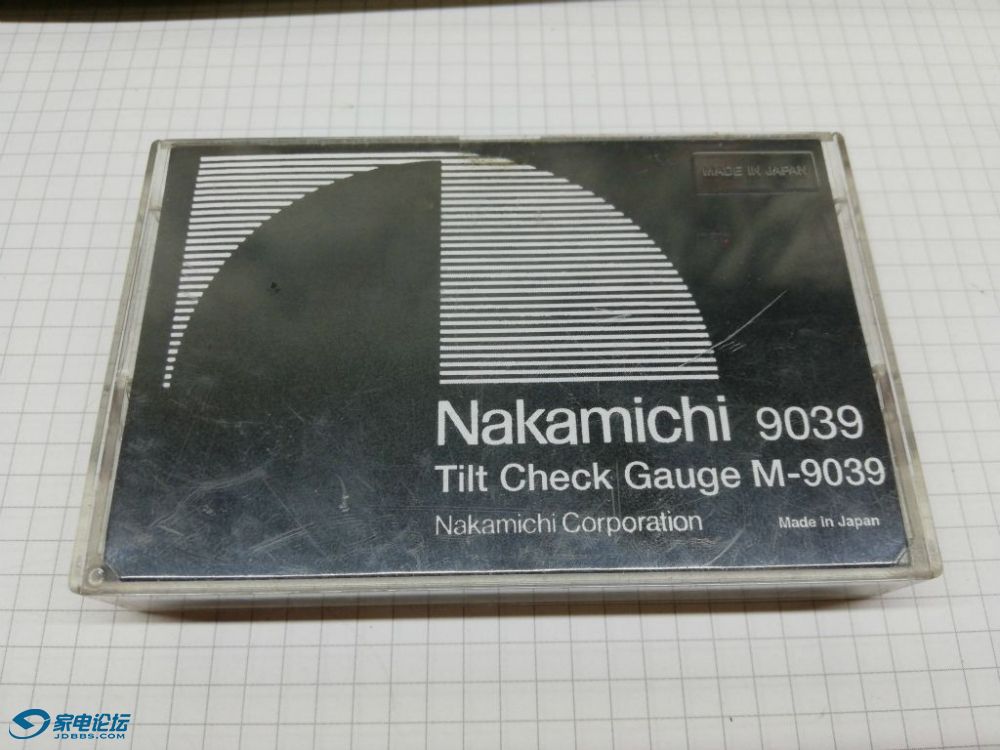 MADE IN JAPAN
Nakamichi 9039
Tilt Check Gauge M-9039
Nakamichi Corporation Made in Japan
家电论坛
JDBBS.COM